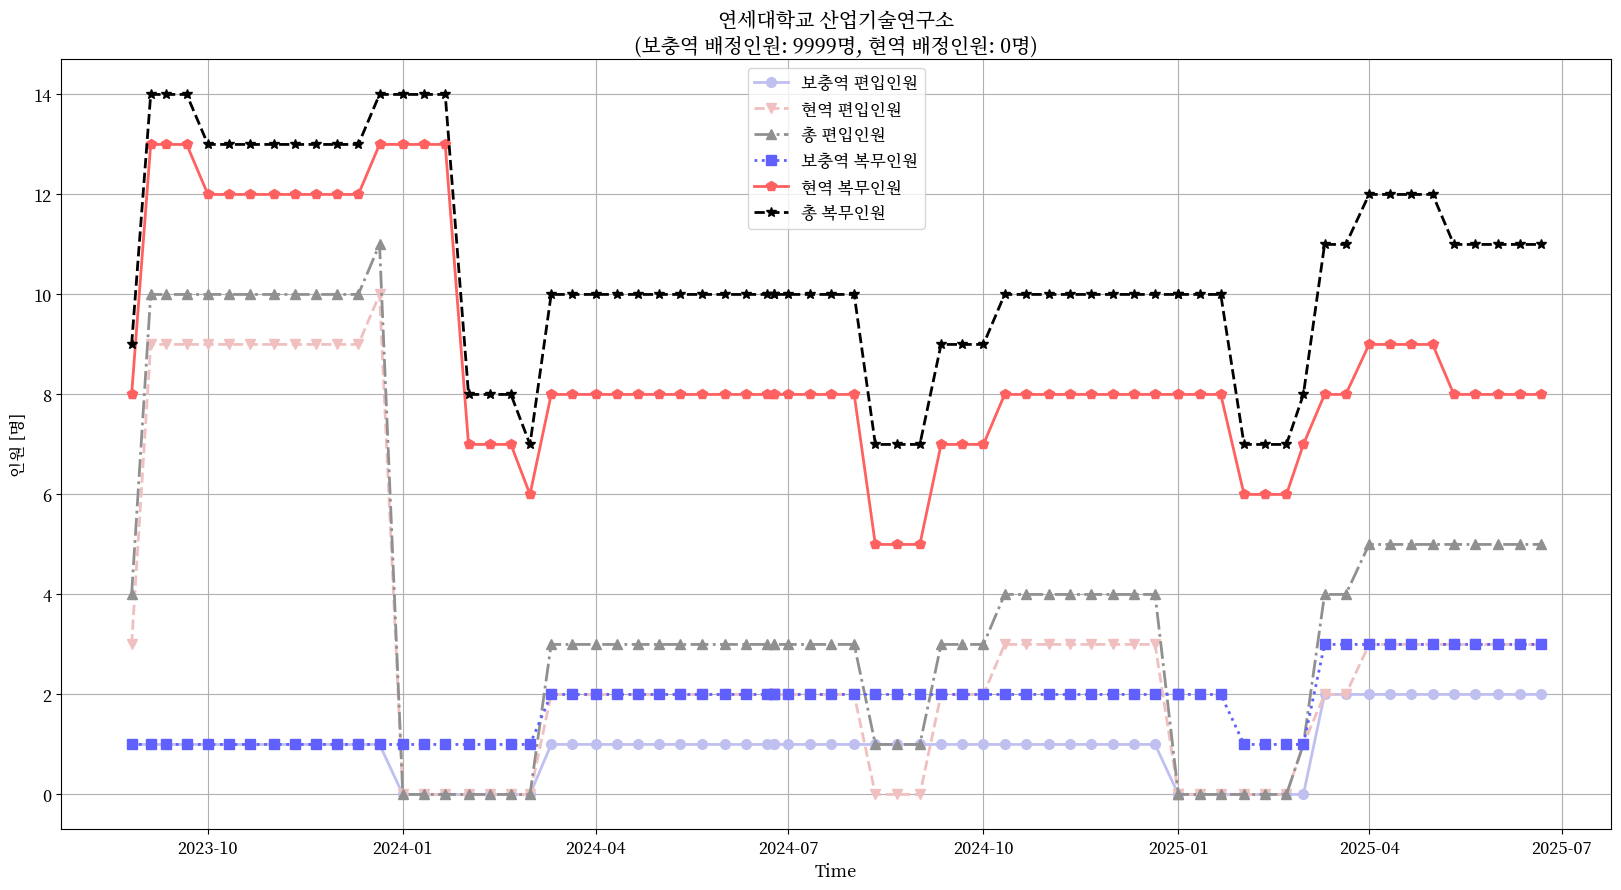 연세대학교 산업기술연구소
(보충역 배정인원: 9999명, 현역 배정인원: 0명)
보충역 편입인원
현역 편입인원
총 편입인원
보충역 복무인원
현역 복무인원
총 복무인원
14
12
10
8
6
4
2
0
인원 [명]
2023-10
2024-01
2024-04
2024-07
2024-10
2025-01
2025-04
2025-07
Time